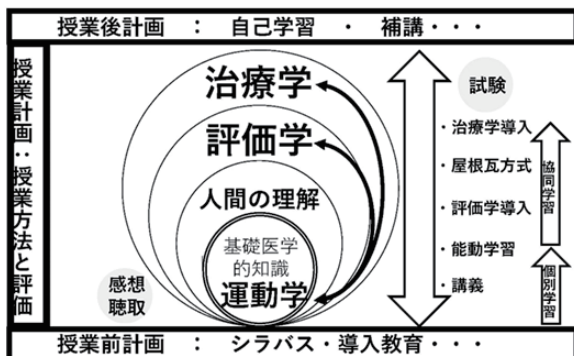 授業後計画 : 自己学習 ・ 補講・・・
授業計画:授業方法と評価
治療学
評価学
人間の理解
基礎医学
的知識
運動学
感想
聴取
試験
・治療学導入
・屋根瓦方式
・評価学導入
・能動学習
・講義
協同学習
個別学習
授業前計画 : シラバス・導入教育・・・